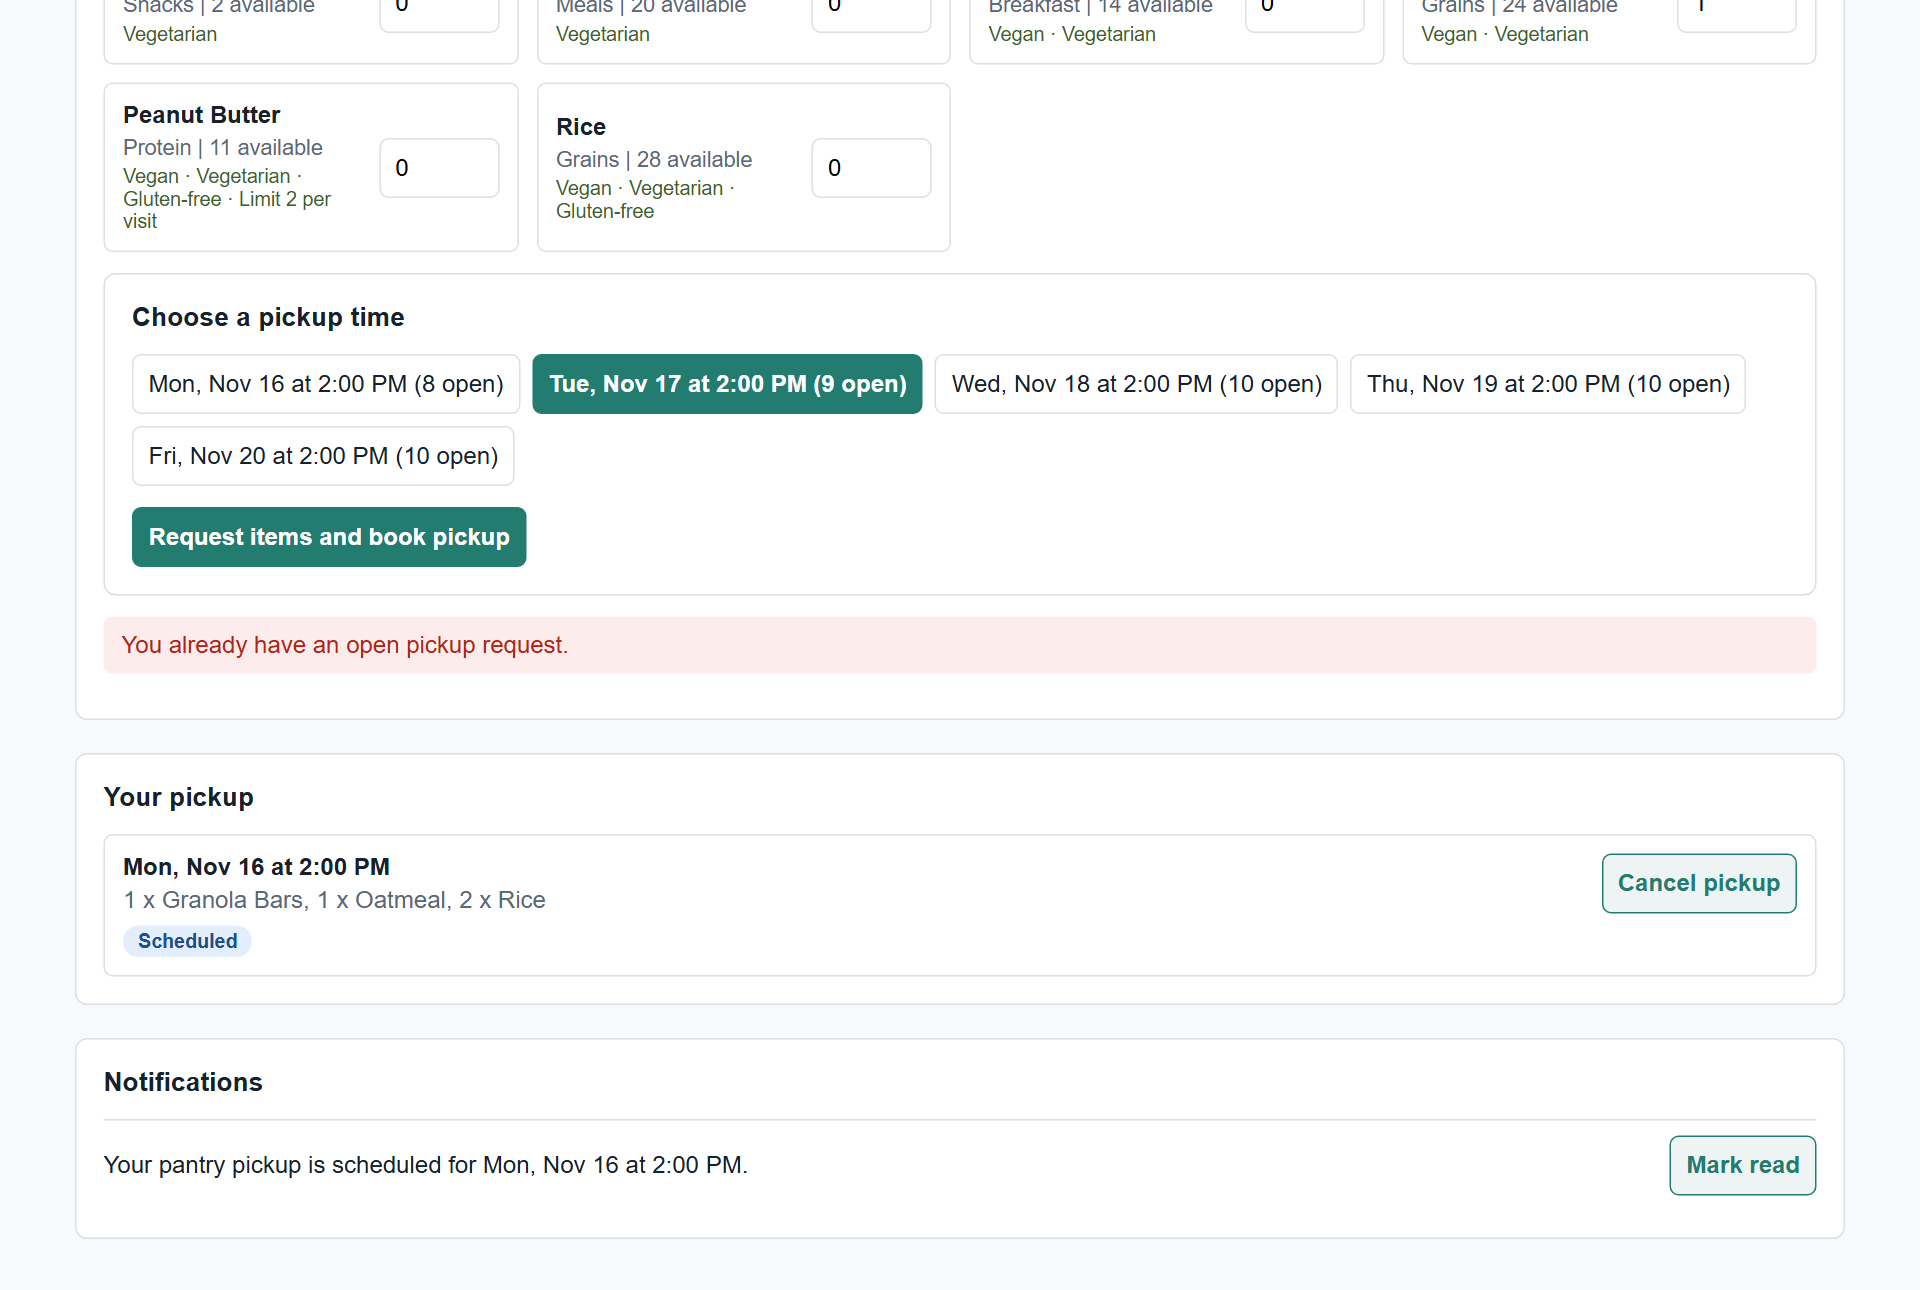 Snacks | 2 available
0
Vegetarian
Meals | 20 available
0
Vegetarian
Breakfast | 14 available
0
Vegan · Vegetarian
Grains | 24 available
1
Vegan · Vegetarian
Peanut Butter
Protein | 11 available
Vegan · Vegetarian ·
Gluten-free · Limit 2 per
visit
0
Rice
Grains | 28 available
Vegan · Vegetarian ·
Gluten-free
0
Choose a pickup time
Mon, Nov 16 at 2:00 PM (8 open)
Tue, Nov 17 at 2:00 PM (9 open)
Wed, Nov 18 at 2:00 PM (10 open)
Thu, Nov 19 at 2:00 PM (10 open)
Fri, Nov 20 at 2:00 PM (10 open)
Request items and book pickup
You already have an open pickup request.
Your pickup
Mon, Nov 16 at 2:00 PM
1 x Granola Bars, 1 x Oatmeal, 2 x Rice
Scheduled
Cancel pickup
Notifications
Your pantry pickup is scheduled for Mon, Nov 16 at 2:00 PM.
Mark read